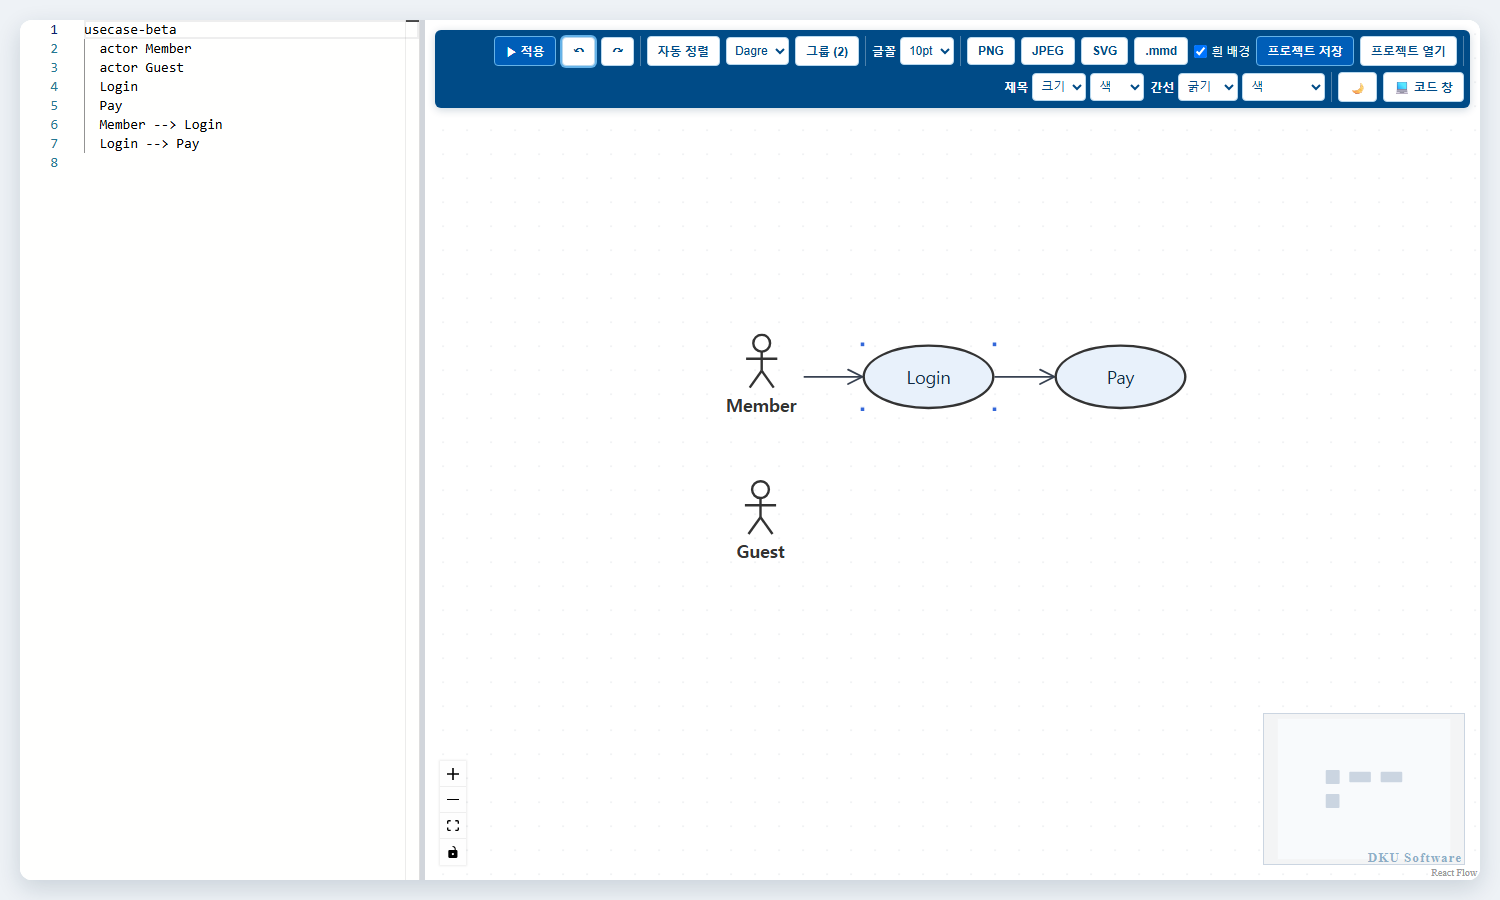 1 usecase-beta
2 actor Member
3 actor Guest
4 Login
5 Pay
6 Member --> Login
7 Login --> Pay
8
▶ 적용 ↶ ↷ 자동 정렬 Dagre 그룹 (2) 글꼴 10pt PNG JPEG SVG .mmd 흰 배경 프로젝트 저장 프로젝트 열기
제목 크기 색 간선 굵기 색 🌙 💻 코드 창
Login
Pay
Member
Guest
DKU Software
React Flow